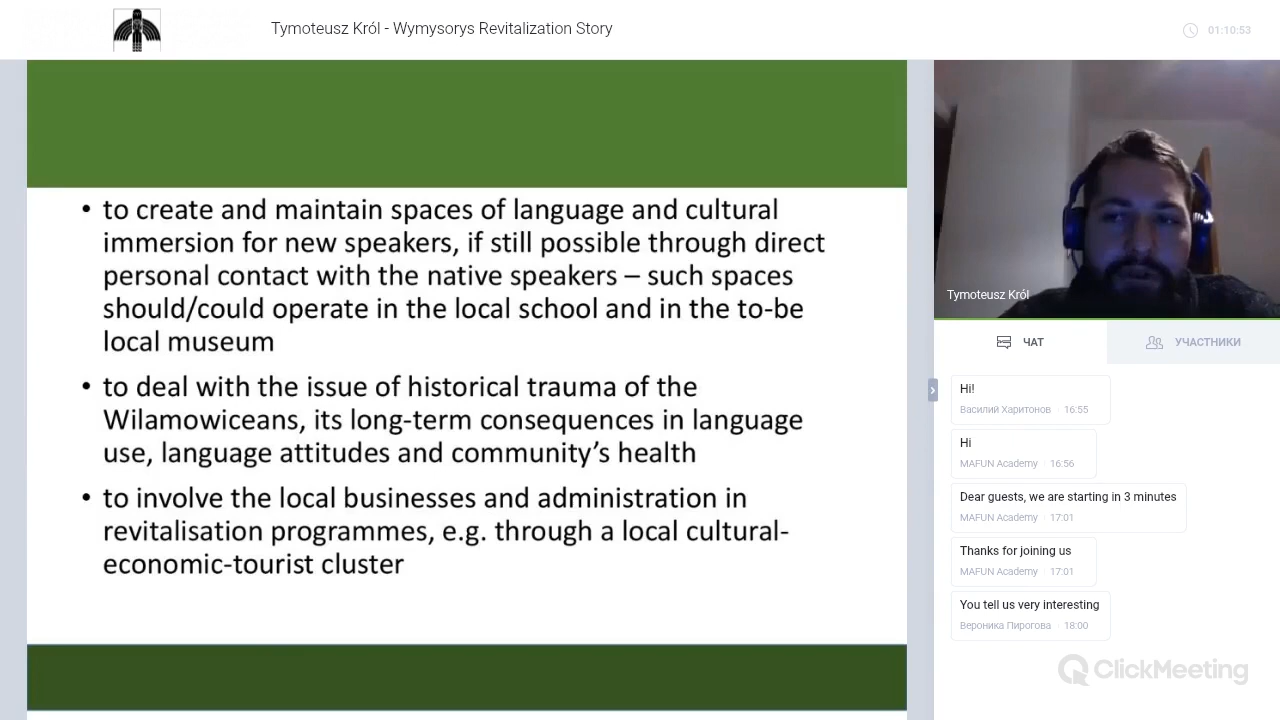 Tymoteusz Król - Wymysorys Revitalization Story
01:10:53
• to create and maintain spaces of language and cultural
immersion for new speakers, if still possible through direct
personal contact with the native speakers – such spaces
should/could operate in the local school and in the to-be
local museum
• to deal with the issue of historical trauma of the
Wilamowiceans, its long-term consequences in language
use, language attitudes and community’s health
• to involve the local businesses and administration in
revitalisation programmes, e.g. through a local cultural-
economic-tourist cluster
Tymoteusz Król
ЧАТ
УЧАСТНИКИ
Hi!
Василий Харитонов 16:55
Hi
MAFUN Academy 16:56
Dear guests, we are starting in 3 minutes
MAFUN Academy 17:01
Thanks for joining us
MAFUN Academy 17:01
You tell us very interesting
Вероника Пирогова 18:00
ClickMeeting